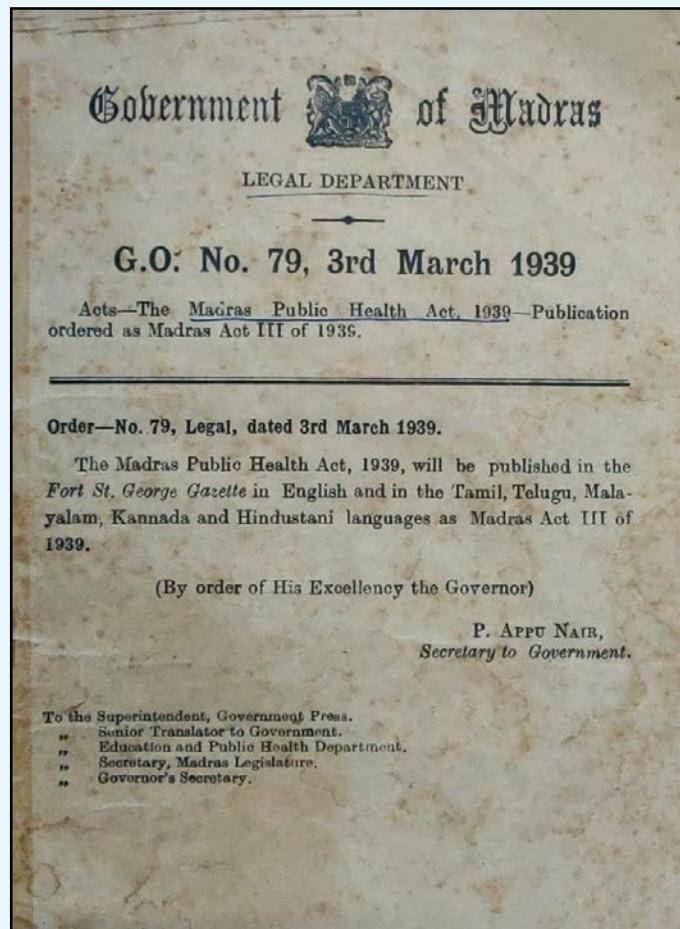 Government of Madras
LEGAL DEPARTMENT
G.O. No. 79, 3rd March 1939
Acts—The Madras Public Health Act, 1939—Publication
ordered as Madras Act III of 1939.
Order—No. 79, Legal, dated 3rd March 1939.
The Madras Public Health Act, 1939, will be published in the
Fort St. George Gazette in English and in the Tamil, Telugu, Mala-
yalam, Kannada and Hindustani languages as Madras Act III of
1939.
(By order of His Excellency the Governor)
P. APPU NAIR,
Secretary to Government.
To the Superintendent, Government Press.
„ Senior Translator to Government.
„ Education and Public Health Department.
„ Secretary, Madras Legislature.
„ Governor's Secretary.